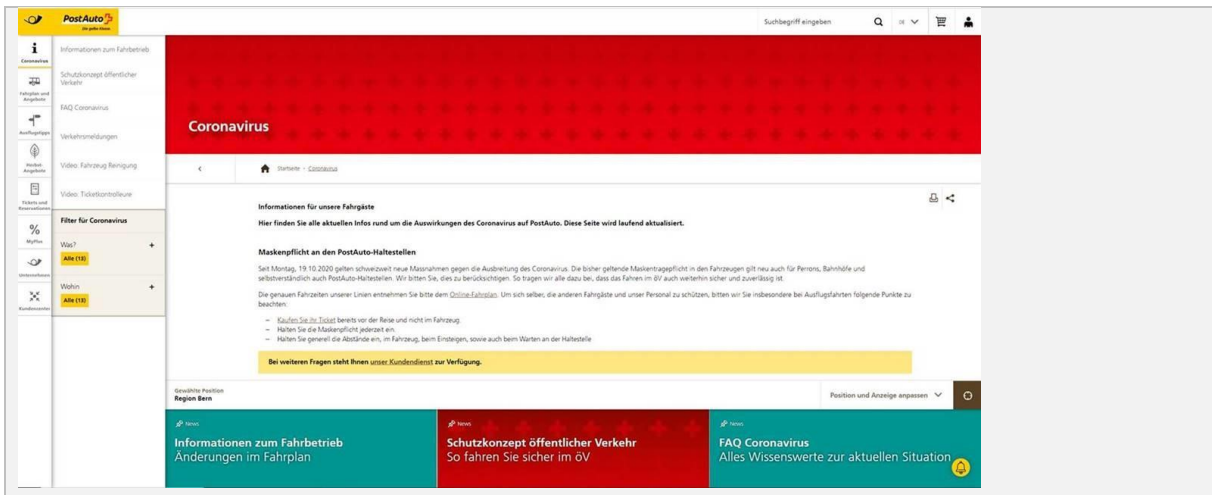 PostAuto
Die gelbe Klasse.
Suchbegriff eingeben
DE
Coronavirus
Fahrplan und
Angebote
Ausflugstipps
Herbst
Angebote
Tickets und
Reservationen
MyPlus
Unternehmen
Kundencenter
Informationen zum Fahrbetrieb
Schutzkonzept öffentlicher
Verkehr
FAQ Coronavirus
Verkehrsmeldungen
Video: Fahrzeug Reinigung
Video: Ticketkontrolleure
Filter für Coronavirus
Was? +
Alle (13)
Wohin +
Alle (13)
Coronavirus
Startseite - Coronavirus
Informationen für unsere Fahrgäste
Hier finden Sie alle aktuellen Infos rund um die Auswirkungen des Coronavirus auf PostAuto. Diese Seite wird laufend aktualisiert.
Maskenpflicht an den PostAuto-Haltestellen
Seit Montag, 19.10.2020 gelten schweizweit neue Massnahmen gegen die Ausbreitung des Coronavirus. Die bisher geltende Maskentragepflicht in den Fahrzeugen gilt neu auch für Perrons, Bahnhöfe und
selbstverständlich auch PostAuto-Haltestellen. Wir bitten Sie, dies zu berücksichtigen. So tragen wir alle dazu bei, dass das Fahren im öV auch weiterhin sicher und zuverlässig ist.
Die genauen Fahrzeiten unserer Linien entnehmen Sie bitte dem Online-Fahrplan. Um sich selber, die anderen Fahrgäste und unser Personal zu schützen, bitten wir Sie insbesondere bei Ausflugsfahrten folgende Punkte zu
beachten:
– Kaufen Sie Ihr Ticket bereits vor der Reise und nicht im Fahrzeug.
– Halten Sie die Maskenpflicht jederzeit ein.
– Halten Sie generell die Abstände ein, im Fahrzeug, beim Einsteigen, sowie auch beim Warten an der Haltestelle
Bei weiteren Fragen steht Ihnen unser Kundendienst zur Verfügung.
Gewählte Position
Region Bern
Position und Anzeige anpassen
News
Informationen zum Fahrbetrieb
Änderungen im Fahrplan
News
Schutzkonzept öffentlicher Verkehr
So fahren Sie sicher im öV
News
FAQ Coronavirus
Alles Wissenswerte zur aktuellen Situation